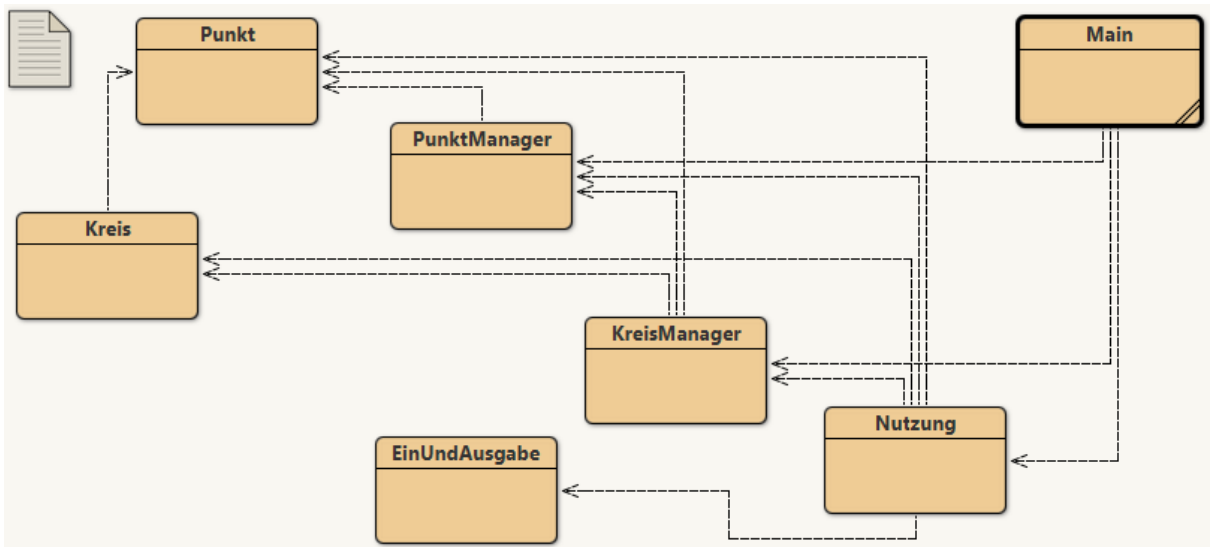 Punkt
Main
PunktManager
Kreis
KreisManager
Nutzung
EinUndAusgabe